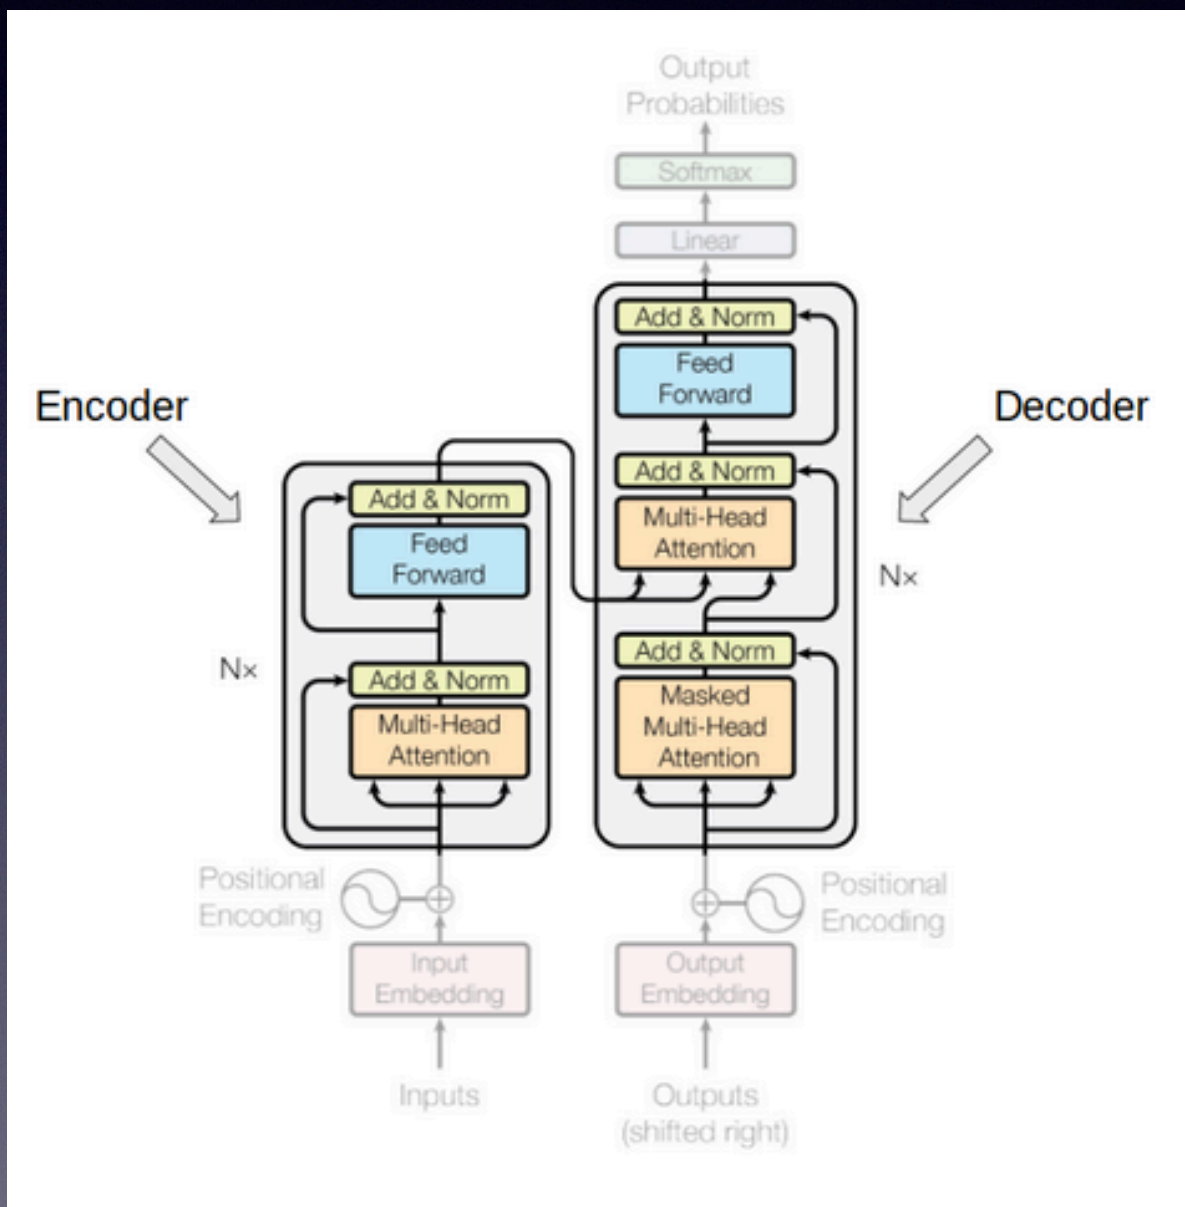 Output
Probabilities
Softmax
Linear
Add & Norm
Feed
Forward
Add & Norm
Multi-Head
Attention
Add & Norm
Masked
Multi-Head
Attention
Decoder
N×
Encoder
Add & Norm
Feed
Forward
N×
Add & Norm
Multi-Head
Attention
Positional
Encoding
Positional
Encoding
Input
Embedding
Output
Embedding
Inputs
Outputs
(shifted right)